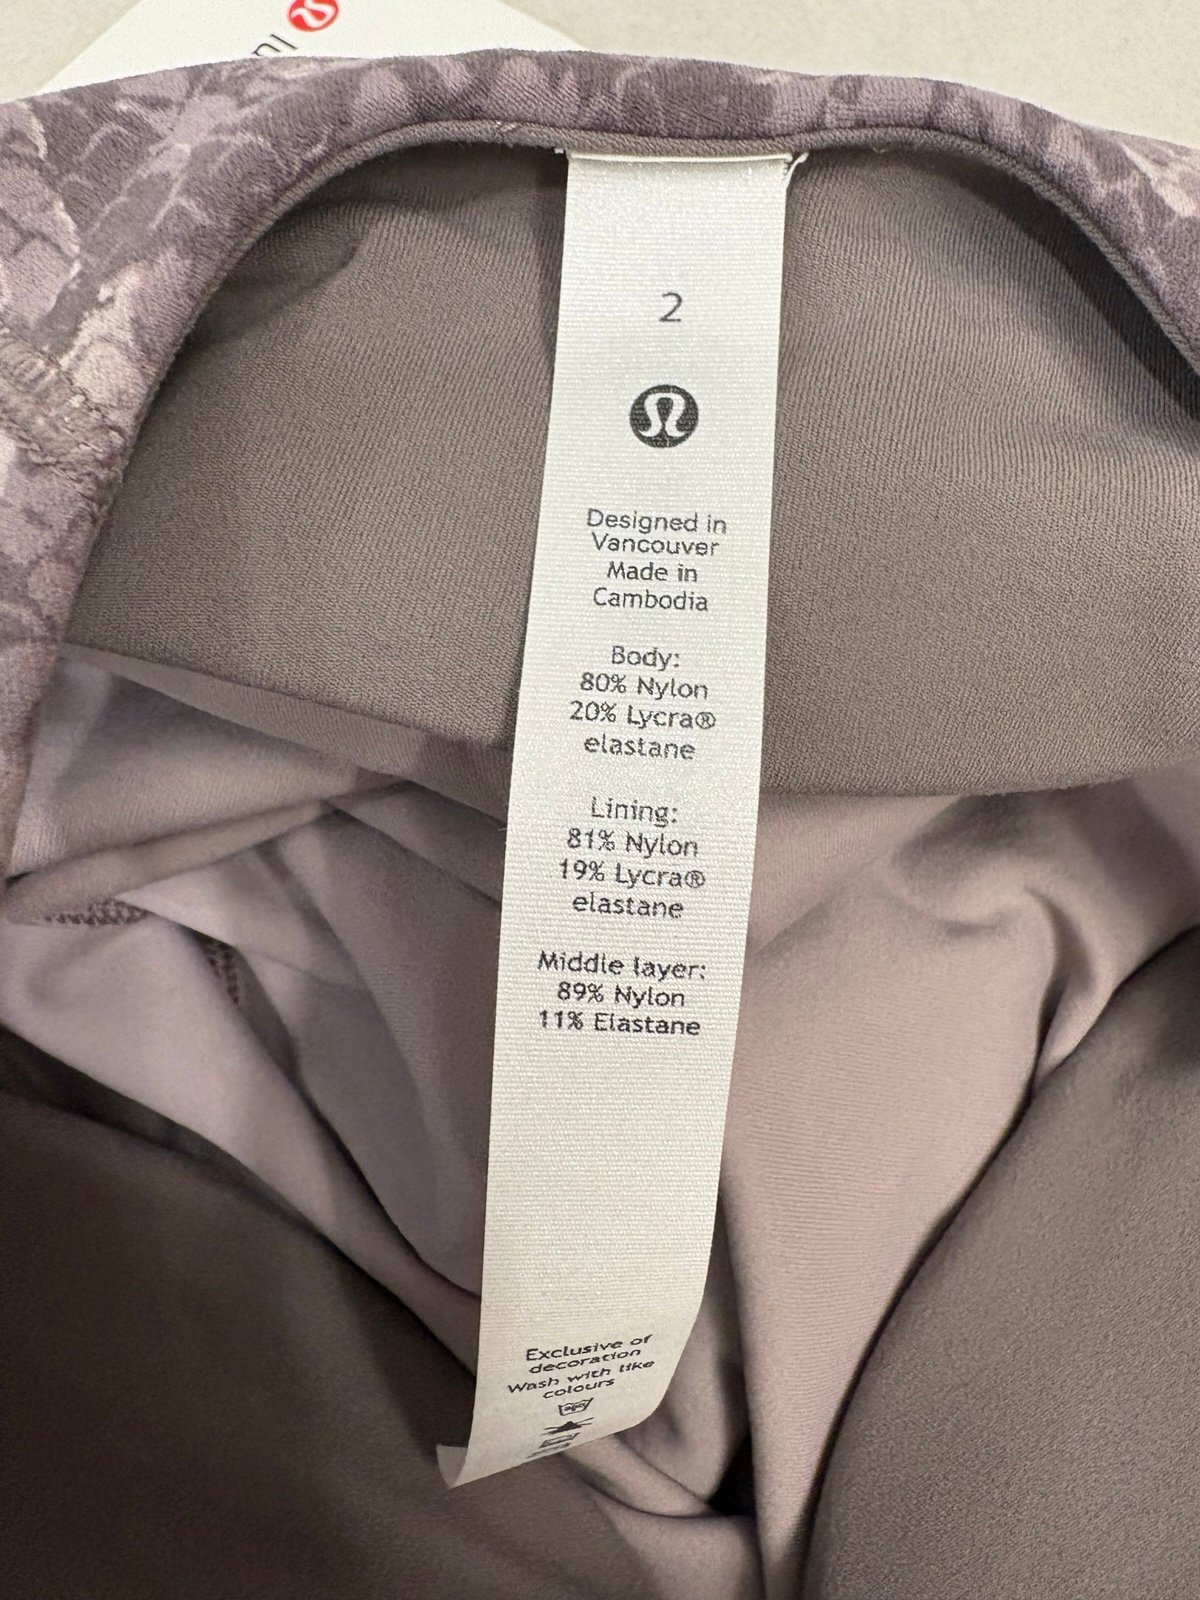 2
Designed in
Vancouver
Made in
Cambodia
Body:
80% Nylon
20% Lycra®
elastane
Lining:
81% Nylon
19% Lycra®
elastane
Middle layer:
89% Nylon
11% Elastane
Exclusive of
decoration
Wash with like
colours